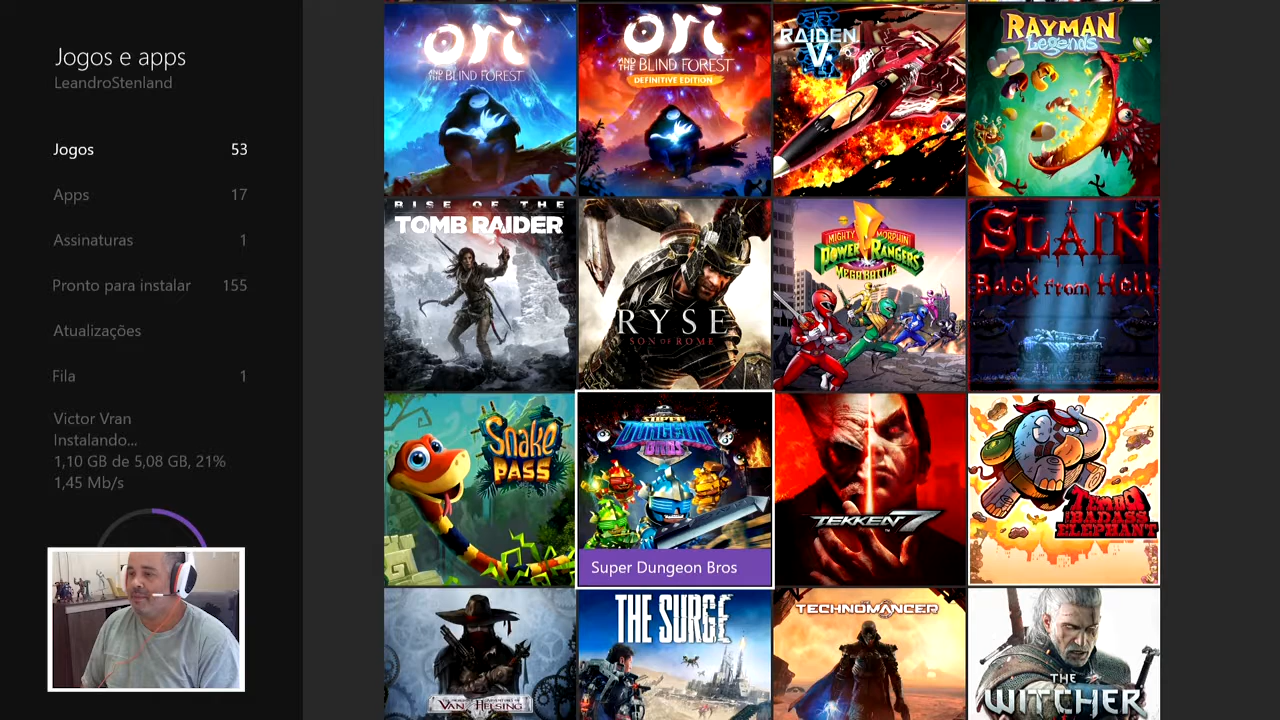 Jogos e apps
LeandroStenland
Jogos 53
Apps 17
Assinaturas 1
Pronto para instalar 155
Atualizações
Fila 1
Victor Vran
Instalando...
1,10 GB de 5,08 GB, 21%
1,45 Mb/s
ori
AND THE BLIND FOREST
ori
AND THE BLIND FOREST
DEFINITIVE EDITION
RAIDEN
V
RAYMAN
Legends
RISE OF THE
TOMB RAIDER
RYSE
SON OF ROME
MIGHTY MORPHIN
POWER RANGERS
MEGA BATTLE
SLAIN
Back from Hell
Snake
PASS
SUPER
DUNGEON
BROS
Super Dungeon Bros
TEKKEN 7
TEMBO
THE BADASS
ELEPHANT
VAN HELSING
THE SURGE
TECHNOMANCER
THE
WITCHER